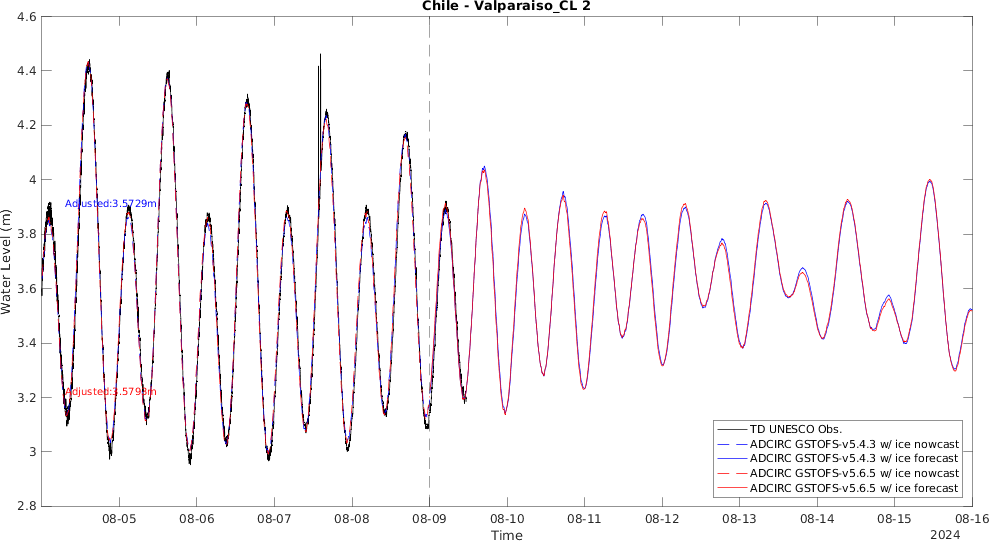 Chile - Valparaiso_CL 2
4.6
4.4
4.2
4
3.8
3.6
3.4
3.2
3
2.8
Water Level (m)
Adjusted:3.5729m
Adjusted:3.5793m
TD UNESCO Obs.
ADCIRC GSTOFS-v5.4.3 w/ ice nowcast
ADCIRC GSTOFS-v5.4.3 w/ ice forecast
ADCIRC GSTOFS-v5.6.5 w/ ice nowcast
ADCIRC GSTOFS-v5.6.5 w/ ice forecast
08-05 08-06 08-07 08-08 08-09 08-10 08-11 08-12 08-13 08-14 08-15 08-16
Time
2024